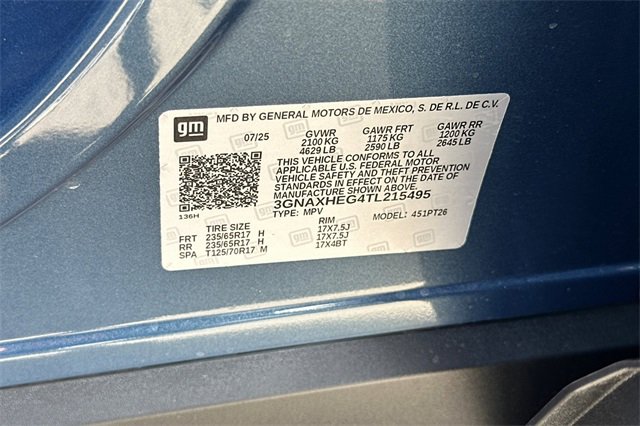 gm
MFD BY GENERAL MOTORS DE MEXICO, S. DE R.L. DE C.V.
07/25 GVWR GAWR FRT GAWR RR
2100 KG 1175 KG 1200 KG
4629 LB 2590 LB 2645 LB
THIS VEHICLE CONFORMS TO ALL
APPLICABLE U.S. FEDERAL MOTOR
VEHICLE SAFETY AND THEFT PREVENTION
STANDARDS IN EFFECT ON THE DATE OF
MANUFACTURE SHOWN ABOVE.
3GNAXHEG4TL215495
136H
TYPE: MPV MODEL: 451PT26
TIRE SIZE RIM
FRT 235/65R17 H 17X7.5J
RR 235/65R17 H 17X7.5J
SPA T125/70R17 M 17X4BT